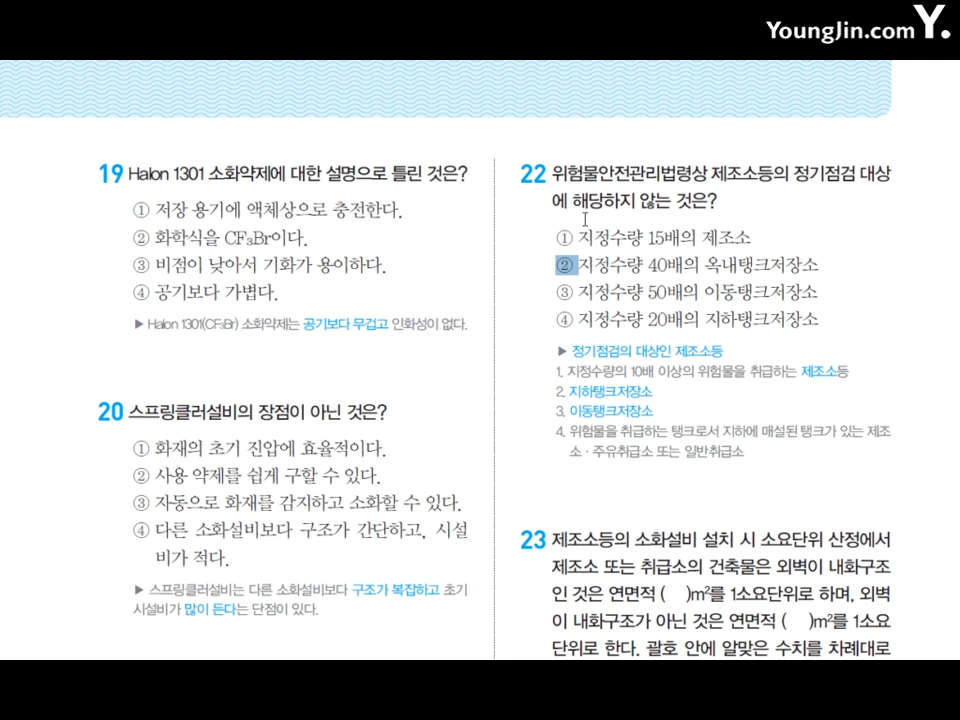 YoungJin.com Y.
19 Halon 1301 소화약제에 대한 설명으로 틀린 것은?
① 저장 용기에 액체상으로 충전한다.
② 화학식을 CF₃Br이다.
③ 비점이 낮아서 기화가 용이하다.
④ 공기보다 가볍다.
▶ Halon 1301(CF₃Br) 소화약제는 공기보다 무겁고 인화성이 없다.
20 스프링클러설비의 장점이 아닌 것은?
① 화재의 초기 진압에 효율적이다.
② 사용 약제를 쉽게 구할 수 있다.
③ 자동으로 화재를 감지하고 소화할 수 있다.
④ 다른 소화설비보다 구조가 간단하고, 시설
비가 적다.
▶ 스프링클러설비는 다른 소화설비보다 구조가 복잡하고 초기
시설비가 많이 든다는 단점이 있다.
22 위험물안전관리법령상 제조소등의 정기점검 대상
에 해당하지 않는 것은?
① 지정수량 15배의 제조소
② 지정수량 40배의 옥내탱크저장소
③ 지정수량 50배의 이동탱크저장소
④ 지정수량 20배의 지하탱크저장소
▶ 정기점검의 대상인 제조소등
1. 지정수량의 10배 이상의 위험물을 취급하는 제조소등
2. 지하탱크저장소
3. 이동탱크저장소
4. 위험물을 취급하는 탱크로서 지하에 매설된 탱크가 있는 제조
소·주유취급소 또는 일반취급소
23 제조소등의 소화설비 설치 시 소요단위 산정에서
제조소 또는 취급소의 건축물은 외벽이 내화구조
인 것은 연면적 ( )m²를 1소요단위로 하며, 외벽
이 내화구조가 아닌 것은 연면적 ( )m²를 1소요
단위로 한다. 괄호 안에 알맞은 수치를 차례대로